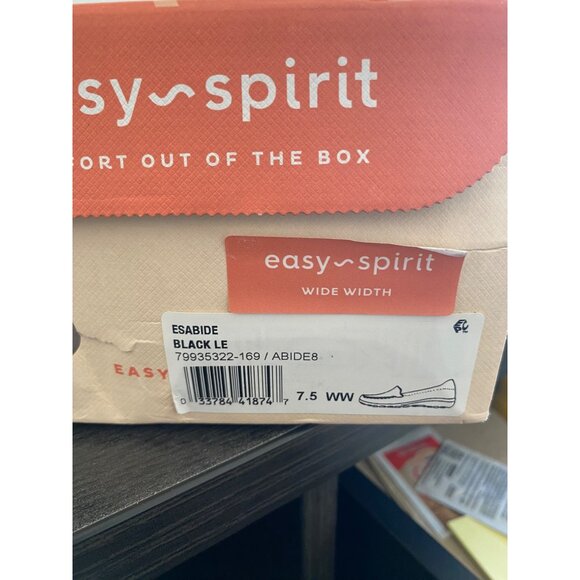 sy~spirit
FORT OUT OF THE BOX
easy~spirit
WIDE WIDTH
ESABIDE
BLACK LE
79935322-169 / ABIDE8
EASY
0 33784 41874 7
7.5 WW